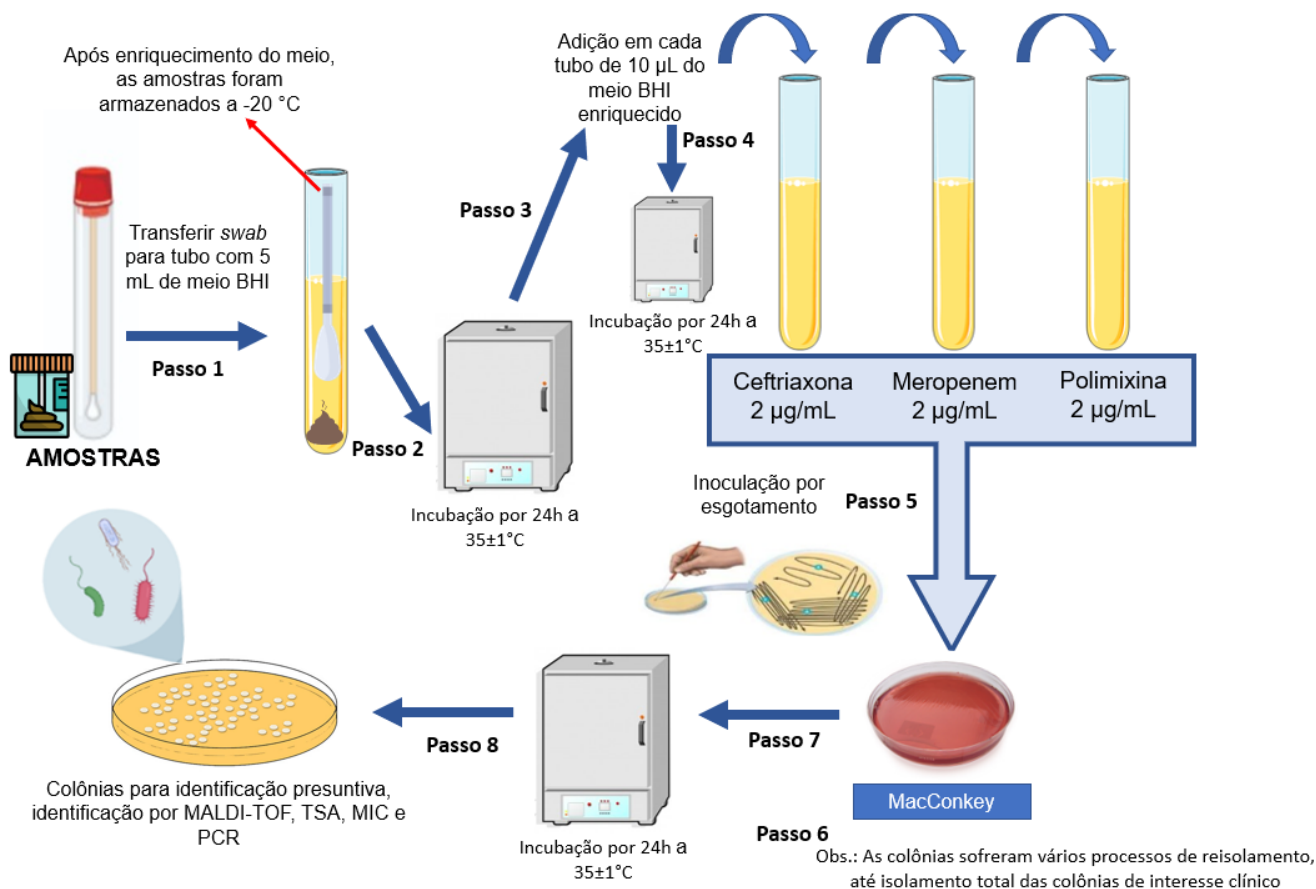 Após enriquecimento do meio,
as amostras foram
armazenados a -20 °C
AMOSTRAS
Transferir swab
para tubo com 5
mL de meio BHI
Passo 1
Passo 2
Incubação por 24h a
35±1°C
Passo 3
Adição em cada
tubo de 10 µL do
meio BHI
enriquecido
Passo 4
Incubação por 24h a
35±1°C
Ceftriaxona
2 µg/mL
Meropenem
2 µg/mL
Polimixina
2 µg/mL
Inoculação por
esgotamento
Passo 5
MacConkey
Passo 6
Obs.: As colônias sofreram vários processos de reisolamento,
até isolamento total das colônias de interesse clínico
Passo 7
Incubação por 24h a
35±1°C
Passo 8
Colônias para identificação presuntiva,
identificação por MALDI-TOF, TSA, MIC e
PCR